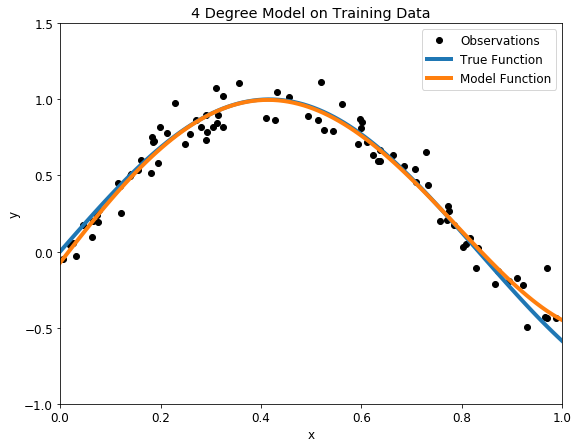 4 Degree Model on Training Data
Observations
True Function
Model Function
y
1.5
1.0
0.5
0.0
−0.5
−1.0
0.0 0.2 0.4 0.6 0.8 1.0
x